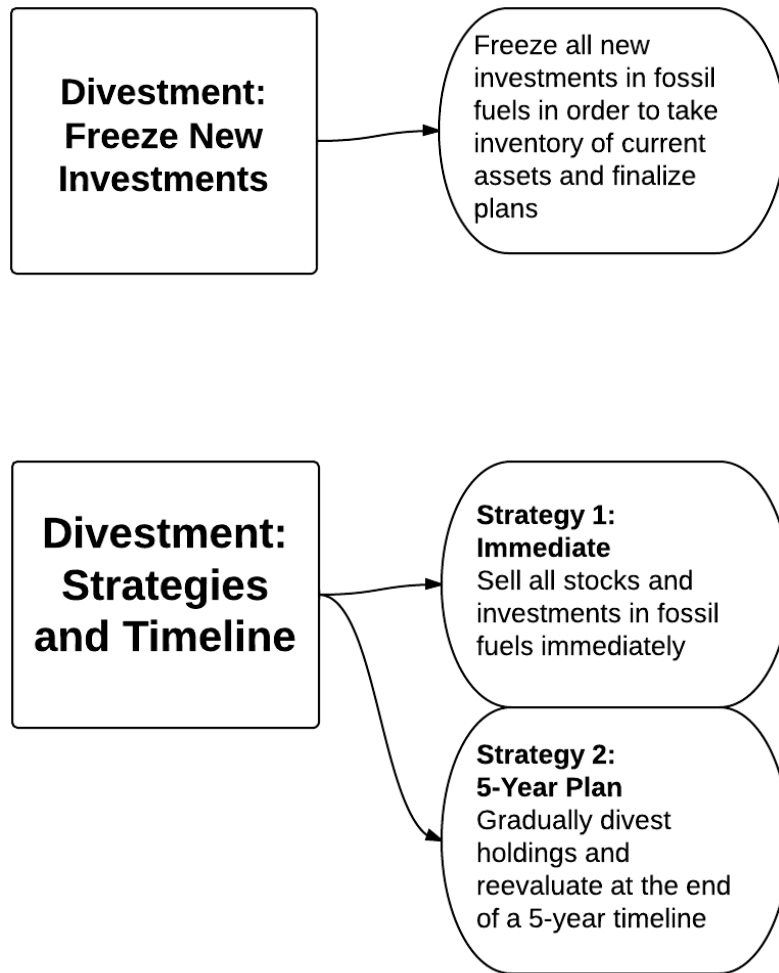 Divestment:
Freeze New
Investments
Freeze all new
investments in fossil
fuels in order to take
inventory of current
assets and finalize
plans
Divestment:
Strategies
and Timeline
Strategy 1:
Immediate
Sell all stocks and
investments in fossil
fuels immediately
Strategy 2:
5-Year Plan
Gradually divest
holdings and
reevaluate at the end
of a 5-year timeline